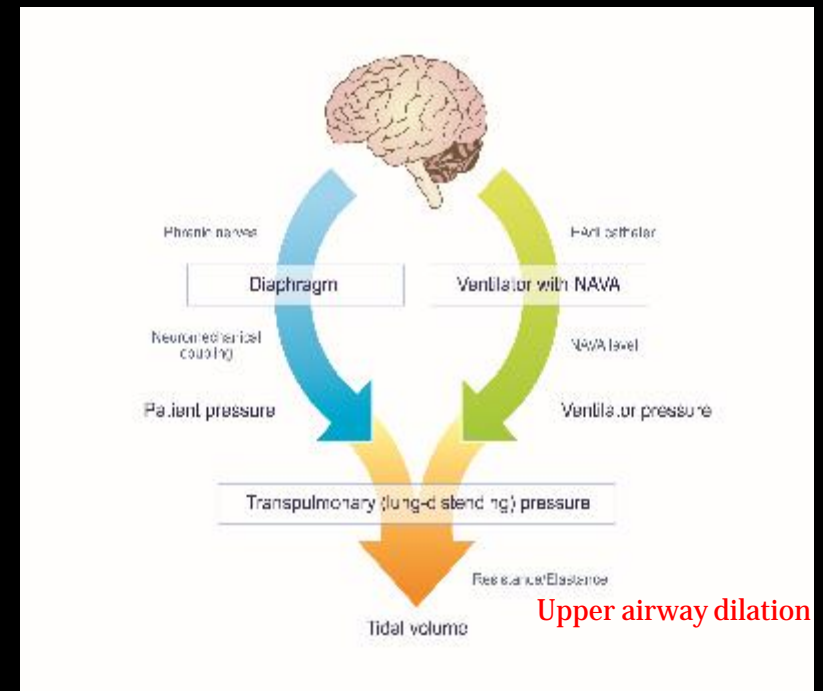 Phrenic nerves
EAdi catheter
Diaphragm
Ventilator with NAVA
Neuromechanical
coupling
NAVA level
Patient pressure
Ventilator pressure
Transpulmonary (lung-distending) pressure
Resistance/Elastance
Upper airway dilation
Tidal volume